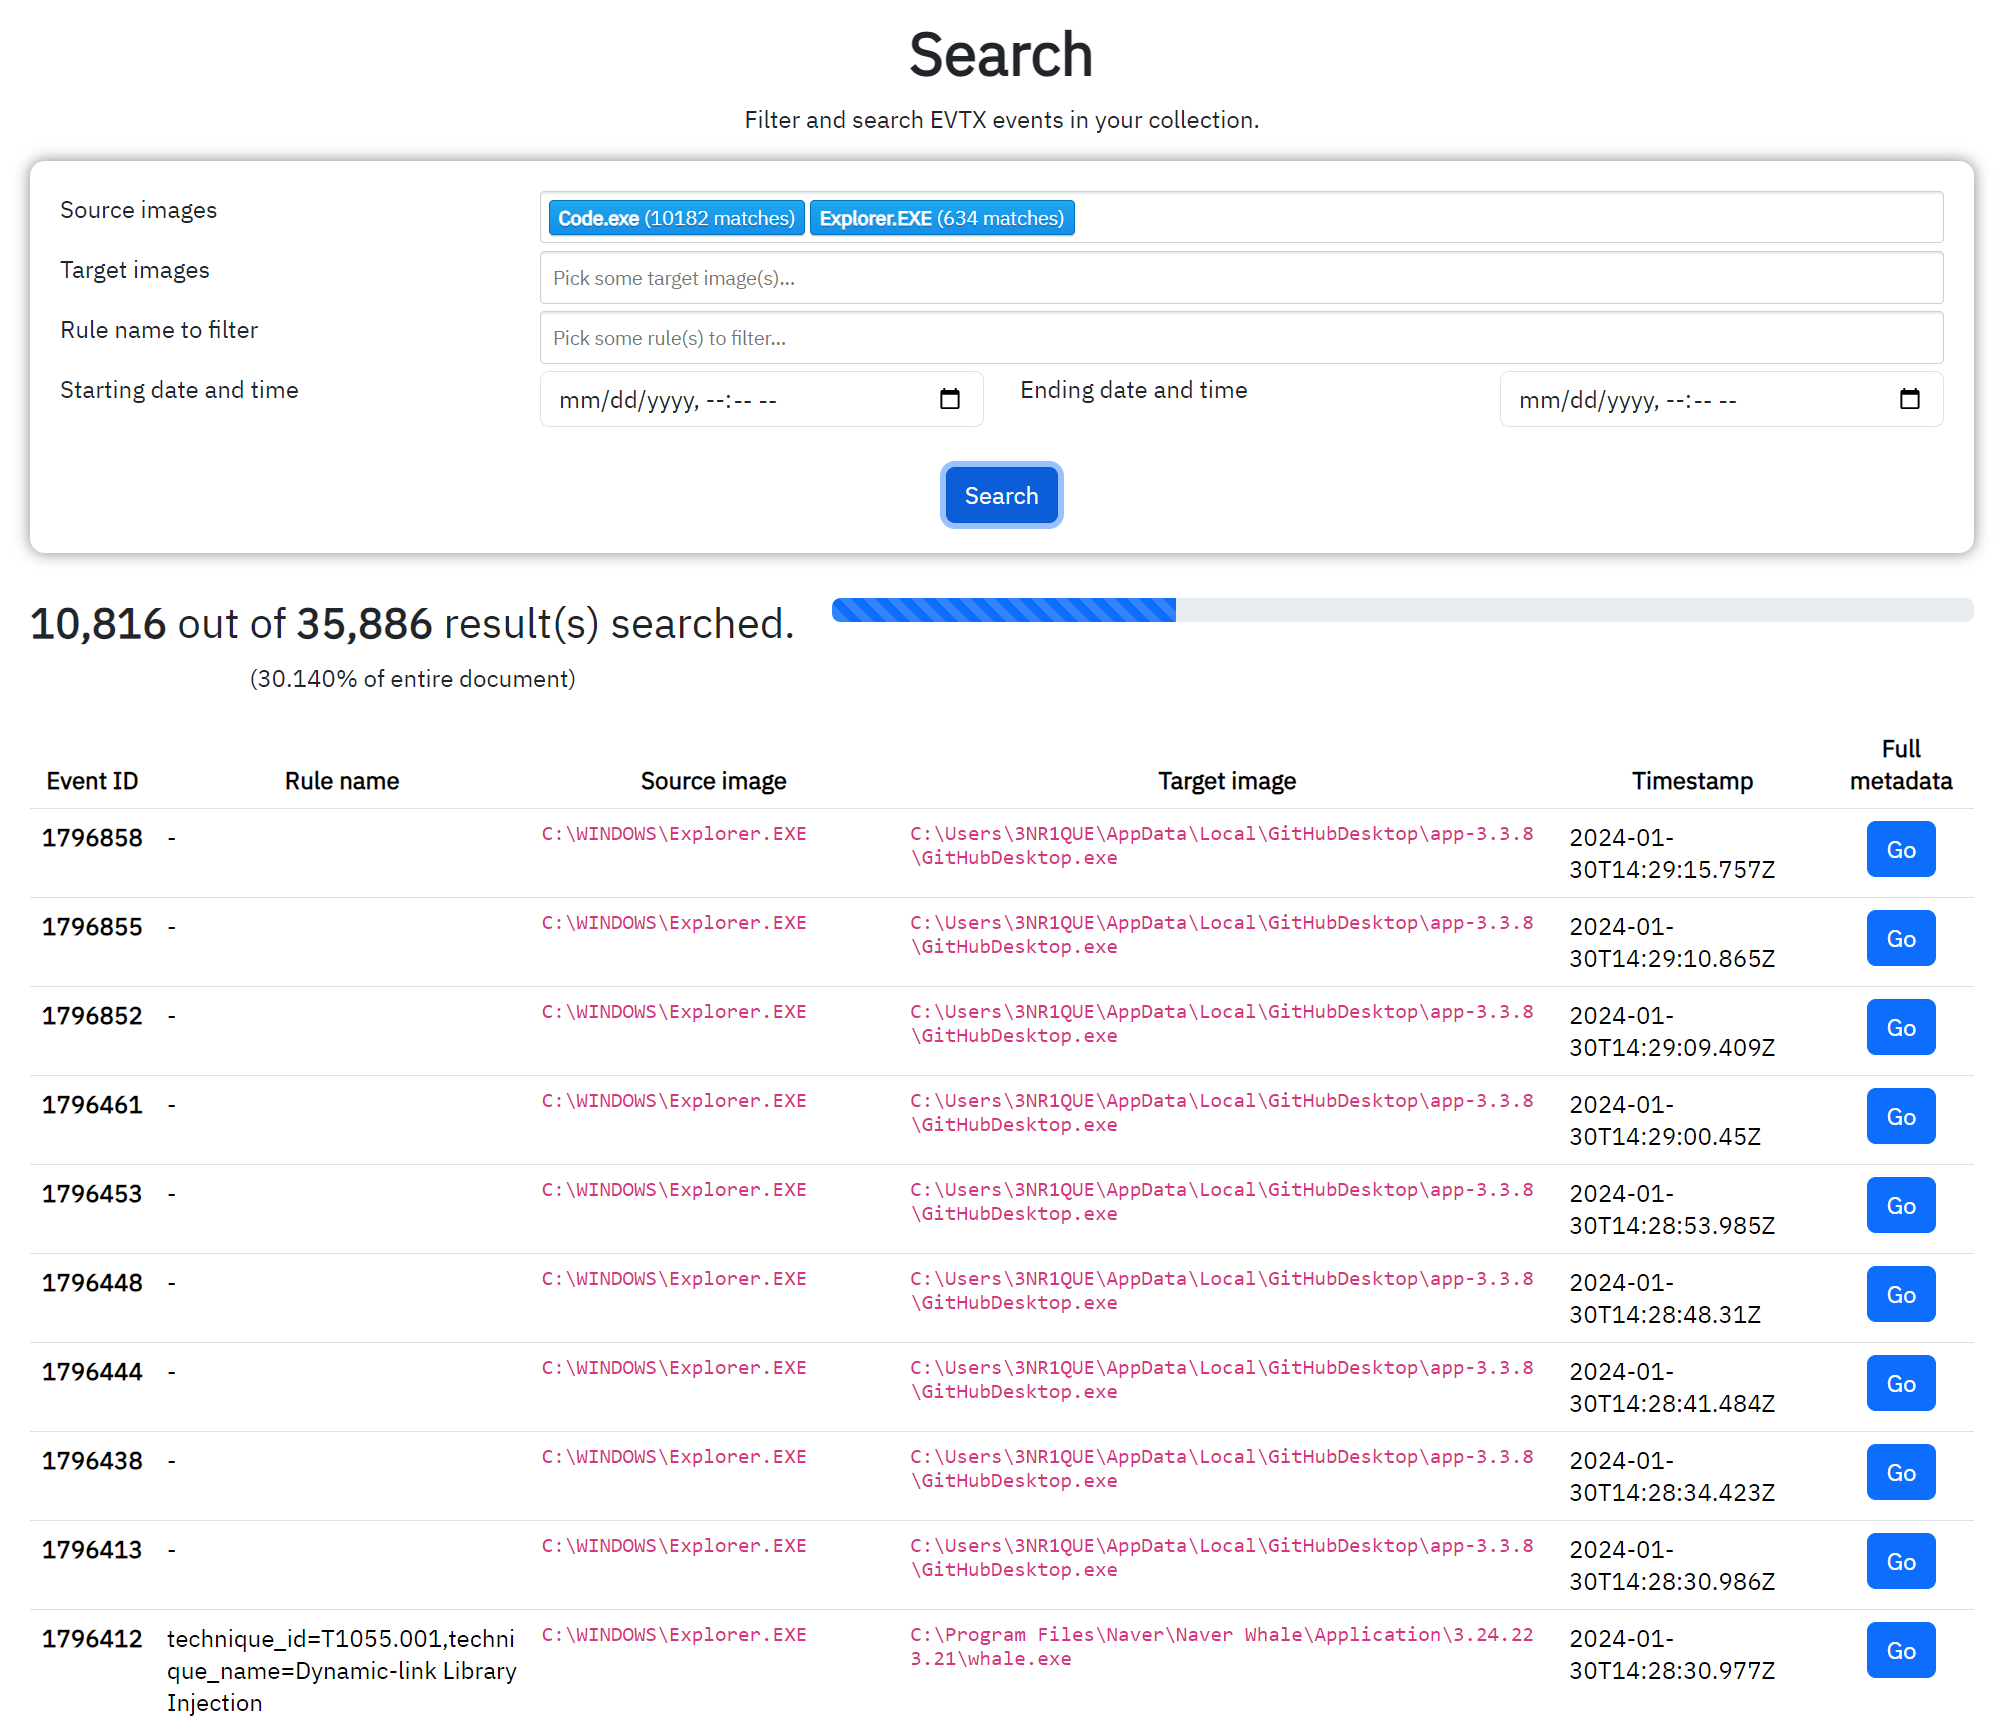 Search
Filter and search EVTX events in your collection.
Source images
Code.exe (10182 matches) Explorer.EXE (634 matches)
Target images
Pick some target image(s)...
Rule name to filter
Pick some rule(s) to filter...
Starting date and time
mm/dd/yyyy, --:-- --
Ending date and time
mm/dd/yyyy, --:-- --
Search
10,816 out of 35,886 result(s) searched.
(30.140% of entire document)
Event ID Rule name Source image Target image Timestamp Full metadata
1796858 - C:\WINDOWS\Explorer.EXE C:\Users\3NR1QUE\AppData\Local\GitHubDesktop\app-3.3.8 2024-01- Go
\GitHubDesktop.exe 30T14:29:15.757Z
1796855 - C:\WINDOWS\Explorer.EXE C:\Users\3NR1QUE\AppData\Local\GitHubDesktop\app-3.3.8 2024-01- Go
\GitHubDesktop.exe 30T14:29:10.865Z
1796852 - C:\WINDOWS\Explorer.EXE C:\Users\3NR1QUE\AppData\Local\GitHubDesktop\app-3.3.8 2024-01- Go
\GitHubDesktop.exe 30T14:29:09.409Z
1796461 - C:\WINDOWS\Explorer.EXE C:\Users\3NR1QUE\AppData\Local\GitHubDesktop\app-3.3.8 2024-01- Go
\GitHubDesktop.exe 30T14:29:00.45Z
1796453 - C:\WINDOWS\Explorer.EXE C:\Users\3NR1QUE\AppData\Local\GitHubDesktop\app-3.3.8 2024-01- Go
\GitHubDesktop.exe 30T14:28:53.985Z
1796448 - C:\WINDOWS\Explorer.EXE C:\Users\3NR1QUE\AppData\Local\GitHubDesktop\app-3.3.8 2024-01- Go
\GitHubDesktop.exe 30T14:28:48.31Z
1796444 - C:\WINDOWS\Explorer.EXE C:\Users\3NR1QUE\AppData\Local\GitHubDesktop\app-3.3.8 2024-01- Go
\GitHubDesktop.exe 30T14:28:41.484Z
1796438 - C:\WINDOWS\Explorer.EXE C:\Users\3NR1QUE\AppData\Local\GitHubDesktop\app-3.3.8 2024-01- Go
\GitHubDesktop.exe 30T14:28:34.423Z
1796413 - C:\WINDOWS\Explorer.EXE C:\Users\3NR1QUE\AppData\Local\GitHubDesktop\app-3.3.8 2024-01- Go
\GitHubDesktop.exe 30T14:28:30.986Z
1796412 technique_id=T1055.001,techni C:\WINDOWS\Explorer.EXE C:\Program Files\Naver\Naver Whale\Application\3.24.22 2024-01- Go
que_name=Dynamic-link Library 3.21\whale.exe 30T14:28:30.977Z
Injection